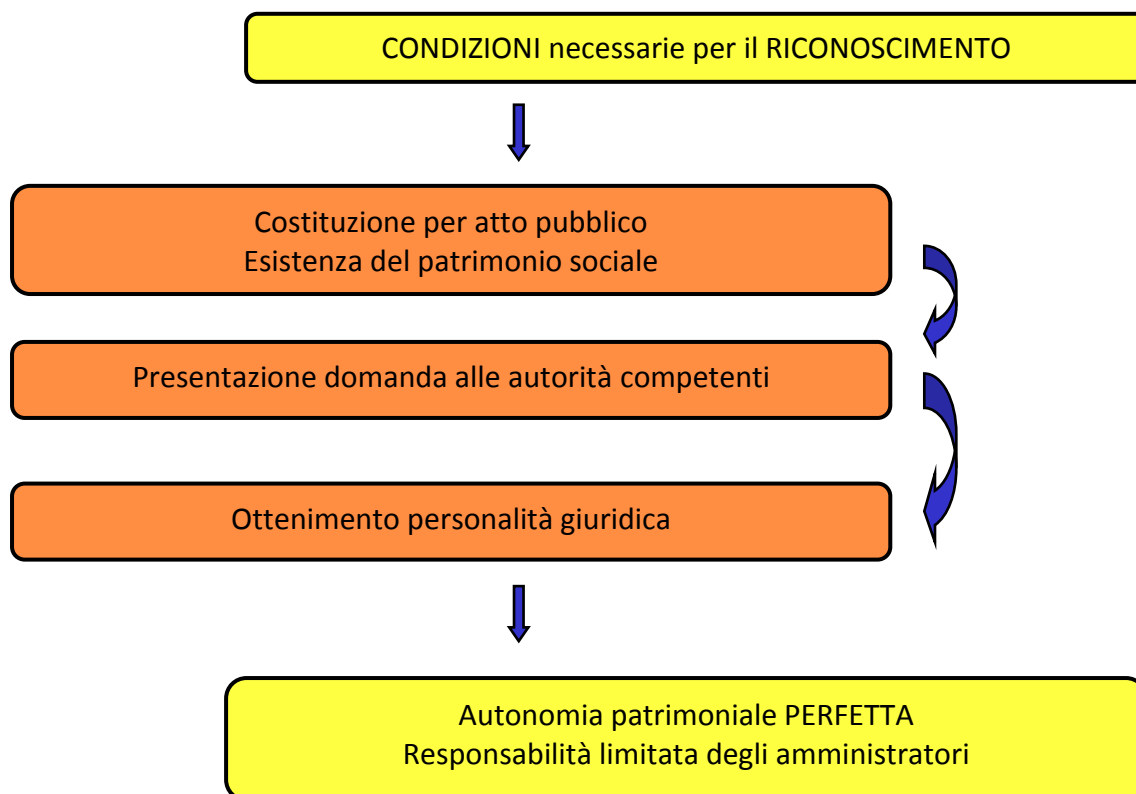 CONDIZIONI necessarie per il RICONOSCIMENTO
Costituzione per atto pubblico
Esistenza del patrimonio sociale
Presentazione domanda alle autorità competenti
Ottenimento personalità giuridica
Autonomia patrimoniale PERFETTA
Responsabilità limitata degli amministratori